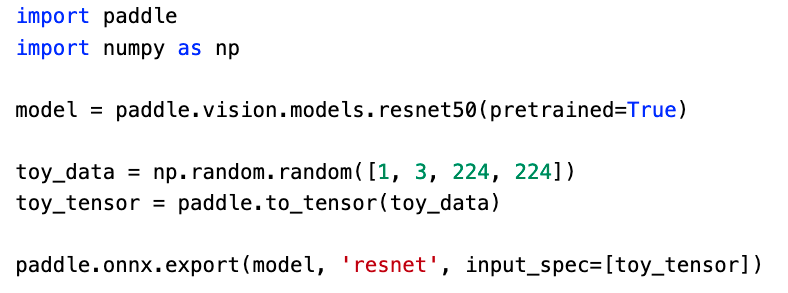 import paddle
import numpy as np
model = paddle.vision.models.resnet50(pretrained=True)
toy_data = np.random.random([1, 3, 224, 224])
toy_tensor = paddle.to_tensor(toy_data)
paddle.onnx.export(model, 'resnet', input_spec=[toy_tensor])